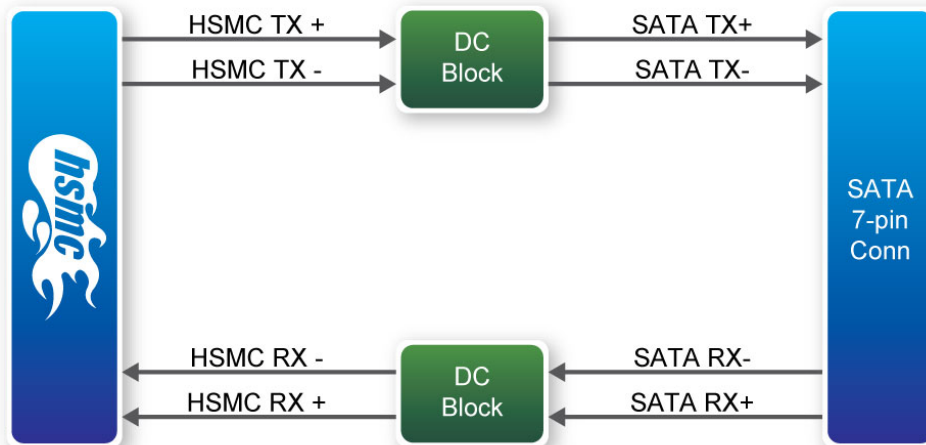 HSMC TX +
DC
Block
SATA TX+
HSMC TX -
SATA TX-
hsmc
SATA
7-pin
Conn
HSMC RX -
DC
Block
SATA RX-
HSMC RX +
SATA RX+